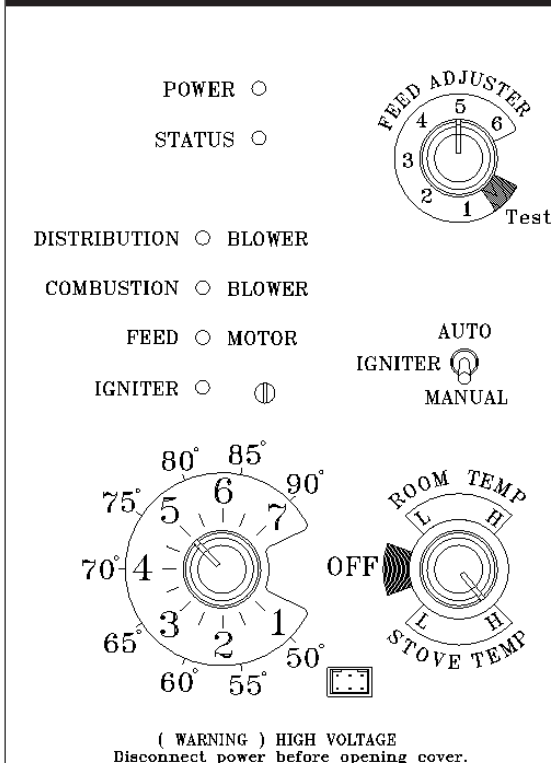 POWER
STATUS
FEED ADJUSTER
1 2 3 4 5 6
Test
DISTRIBUTION BLOWER
COMBUSTION BLOWER
FEED MOTOR
IGNITER
AUTO
IGNITER
MANUAL
50° 55° 60° 65° 70° 75° 80° 85° 90°
1 2 3 4 5 6 7
ROOM TEMP
L H
OFF
L H
STOVE TEMP
( WARNING ) HIGH VOLTAGE
Disconnect power before opening cover.